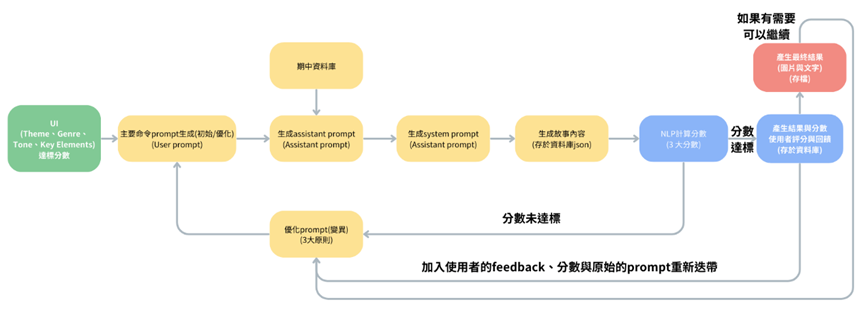 如果有需要
可以繼續
期中資料庫
產生最終結果
(圖片與文字)
(存檔)
UI
(Theme、Genre、
Tone、Key Elements)
達標分數
主要命令prompt生成(初始/優化)
(User prompt)
生成assistant prompt
(Assistant prompt)
生成system prompt
(Assistant prompt)
生成故事內容
(存於資料庫json)
NLP計算分數
(3 大分數)
分數
達標
產生結果與分數
使用者評分與回饋
(存於資料庫)
優化prompt(變異)
(3大原則)
分數未達標
加入使用者的feedback、分數與原始的prompt重新迭帶